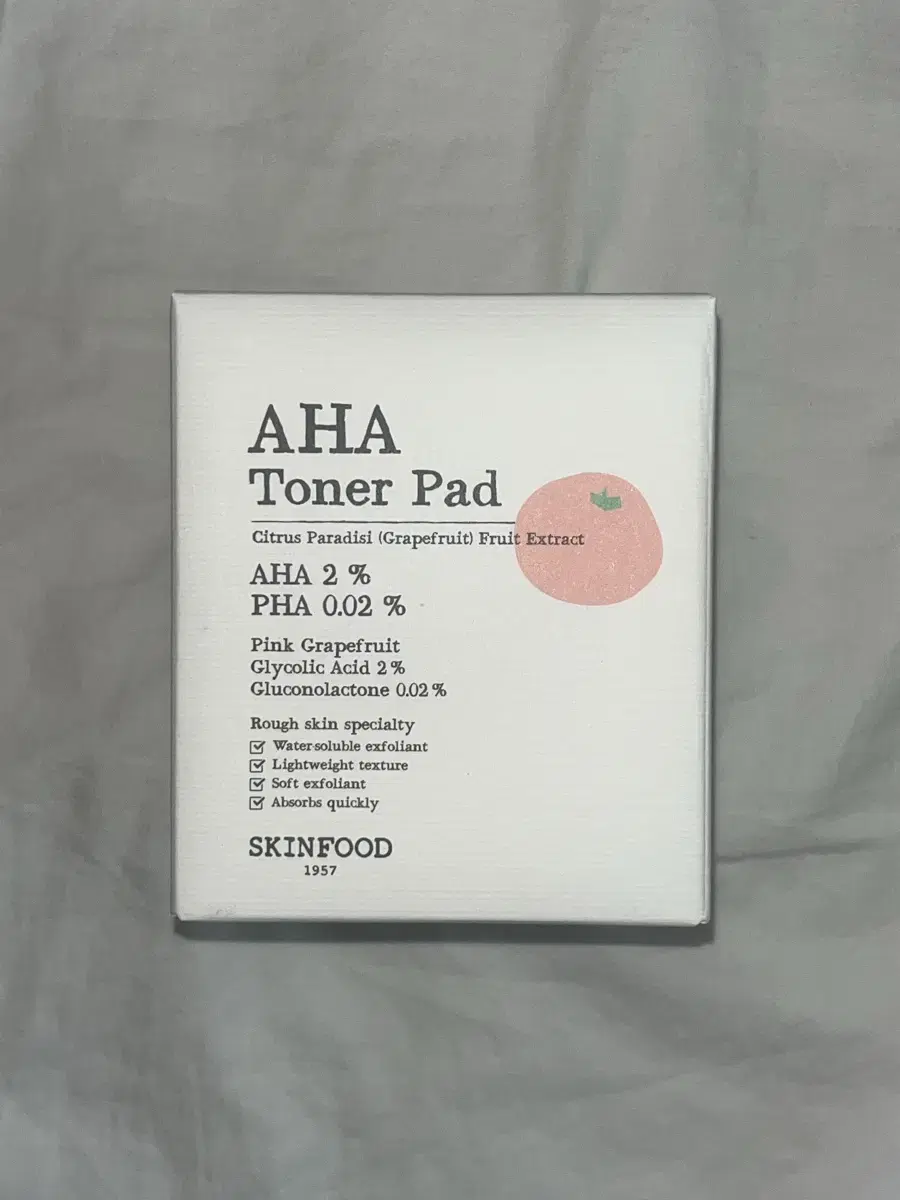 AHA
Toner Pad
Citrus Paradisi (Grapefruit) Fruit Extract
AHA 2 %
PHA 0.02 %
Pink Grapefruit
Glycolic Acid 2 %
Gluconolactone 0.02 %
Rough skin specialty
Water-soluble exfoliant
Lightweight texture
Soft exfoliant
Absorbs quickly
SKINFOOD
1957